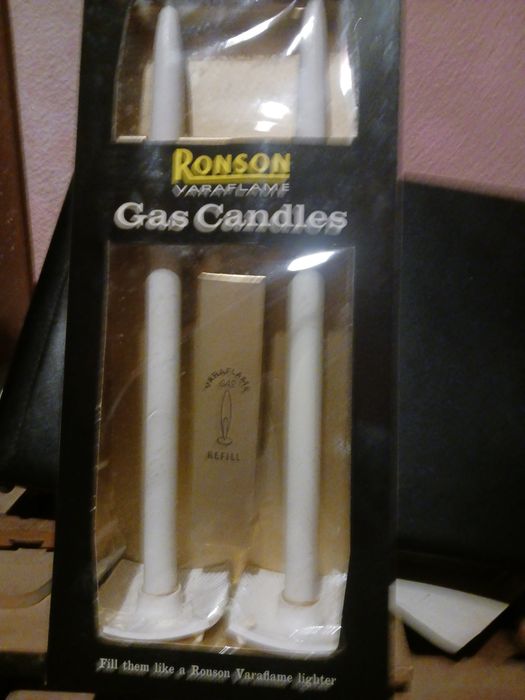 RONSON
VARAFLAME
Gas Candles
VARAFLAME
GAS
REFILL
Fill them like a Ronson Varaflame lighter